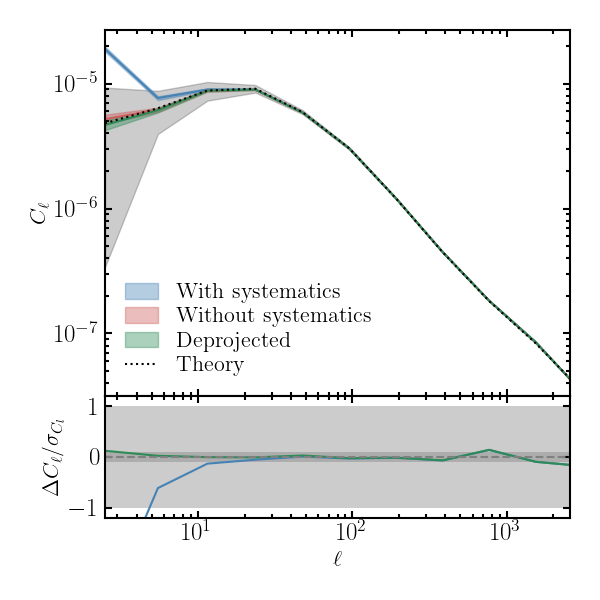 10⁻⁵
10⁻⁶
10⁻⁷
C_ℓ
With systematics
Without systematics
Deprojected
Theory
1
0
−1
ΔC_ℓ/σ_{C_l}
10¹
10²
10³
ℓ